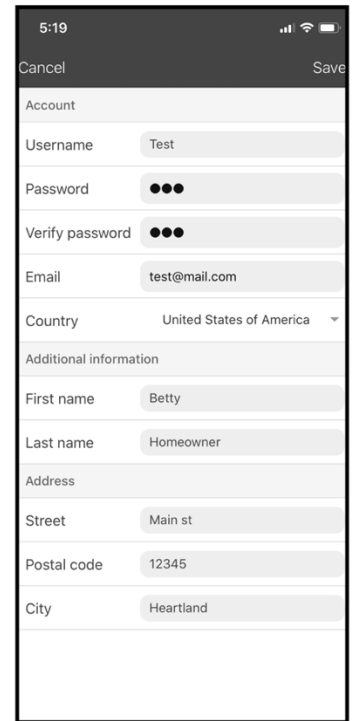 5:19
Cancel Save
Account
Username Test
Password ●●●
Verify password ●●●
Email test@mail.com
Country United States of America
Additional information
First name Betty
Last name Homeowner
Address
Street Main st
Postal code 12345
City Heartland